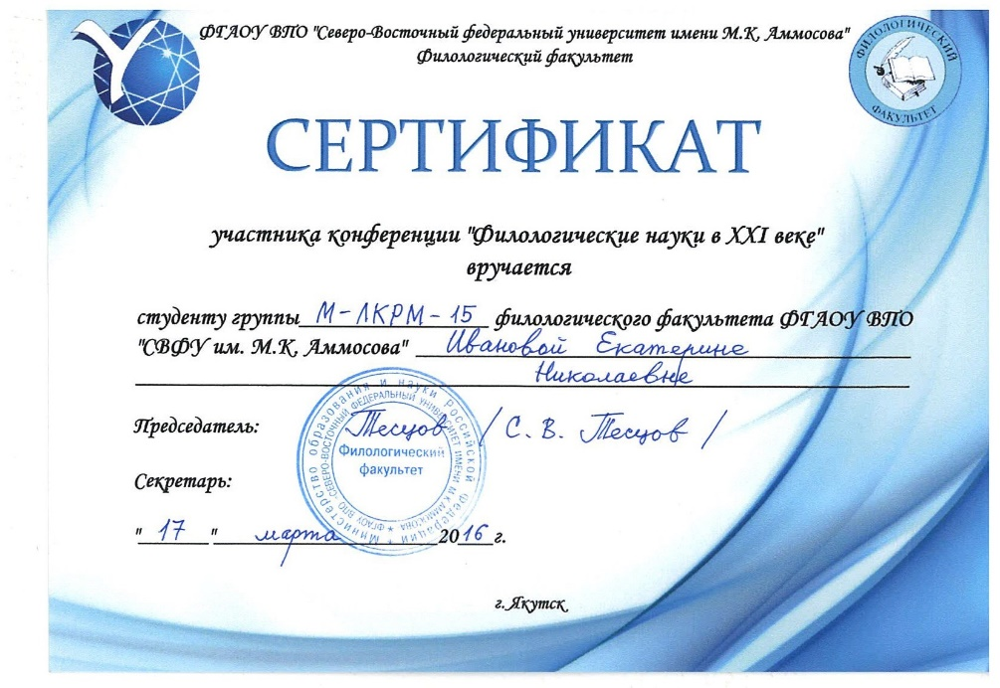 ФГАОУ ВПО "Северо-Восточный федеральный университет имени М.К. Аммосова"
Филологический факультет
ФИЛОЛОГИЧЕСКИЙ
ФАКУЛЬТЕТ
СЕРТИФИКАТ
участника конференции "Филологические науки в XXI веке"
вручается
студенту группы М-ЛКРМ-15 филологического факультета ФГАОУ ВПО
"СВФУ им. М.К. Аммосова" Ивановой Екатерине
Николаевне
Председатель: Тесцов / С. В. Тесцов /
Министерство образования и науки Российской Федерации *
ФГАОУ ВПО «СЕВЕРО-ВОСТОЧНЫЙ ФЕДЕРАЛЬНЫЙ УНИВЕРСИТЕТ ИМЕНИ М.К.АММОСОВА *
Филологический
факультет
Секретарь:
"17" марта 2016 г.
г. Якутск